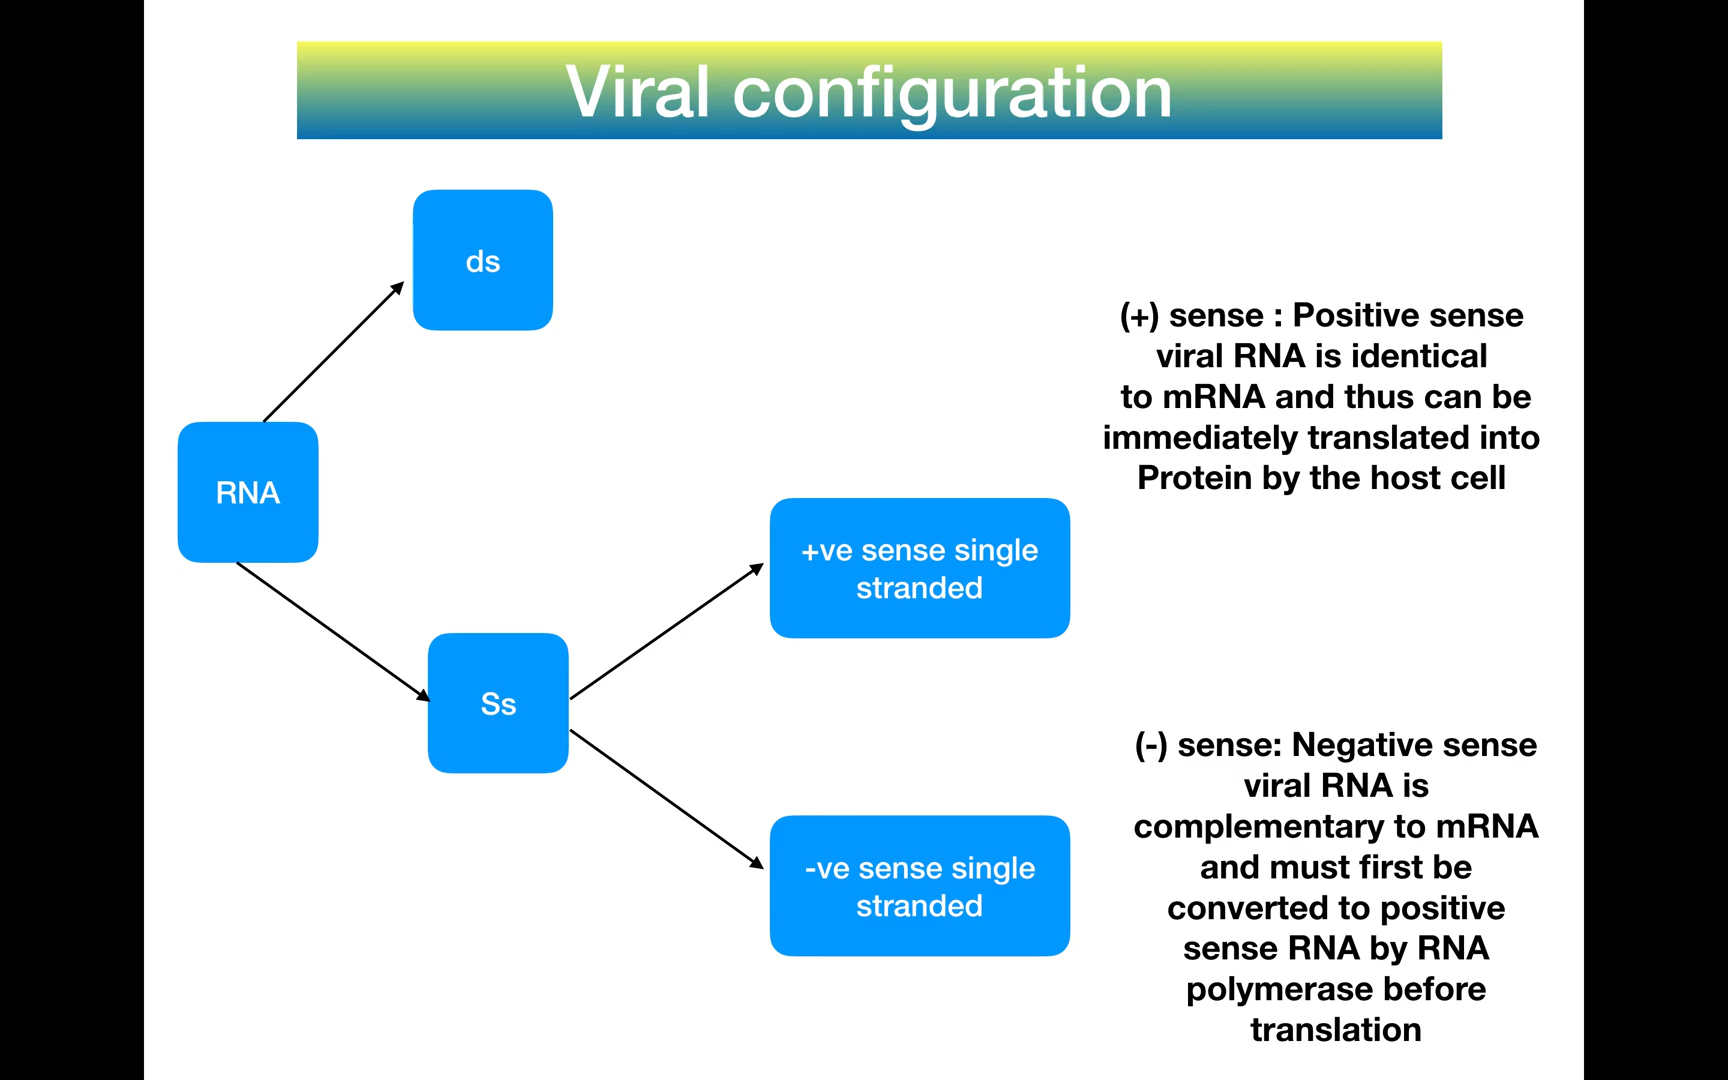 Viral configuration
ds
RNA
Ss
+ve sense single
stranded
-ve sense single
stranded
(+) sense : Positive sense
viral RNA is identical
to mRNA and thus can be
immediately translated into
Protein by the host cell
(-) sense: Negative sense
viral RNA is
complementary to mRNA
and must first be
converted to positive
sense RNA by RNA
polymerase before
translation